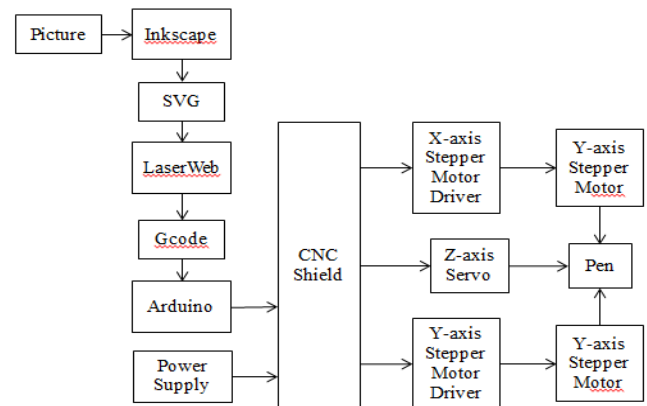 Picture
Inkscape
SVG
LaserWeb
Gcode
Arduino
Power
Supply
CNC
Shield
X-axis
Stepper
Motor
Driver
Y-axis
Stepper
Motor
Z-axis
Servo
Pen
Y-axis
Stepper
Motor
Driver
Y-axis
Stepper
Motor